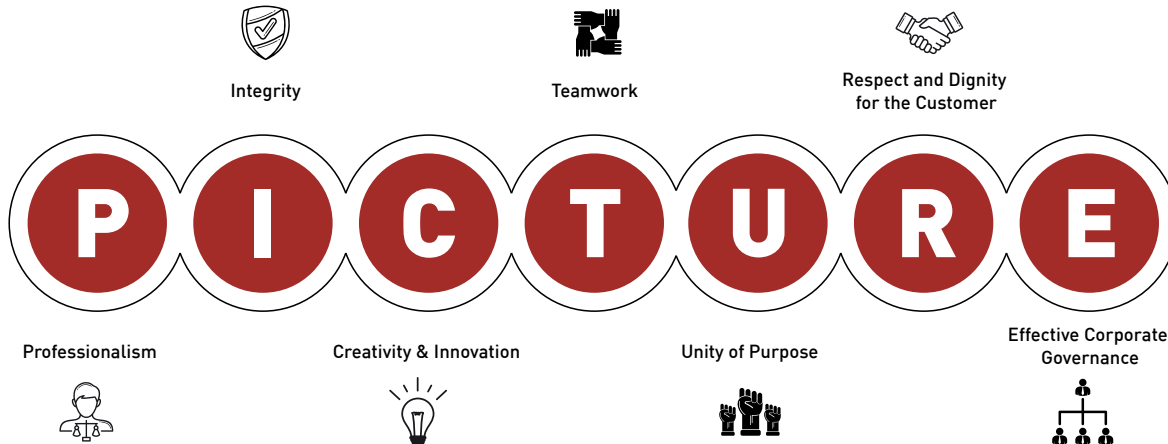 Integrity
Teamwork
Respect and Dignity
for the Customer
P I C T U R E
Professionalism
Creativity & Innovation
Unity of Purpose
Effective Corporate
Governance